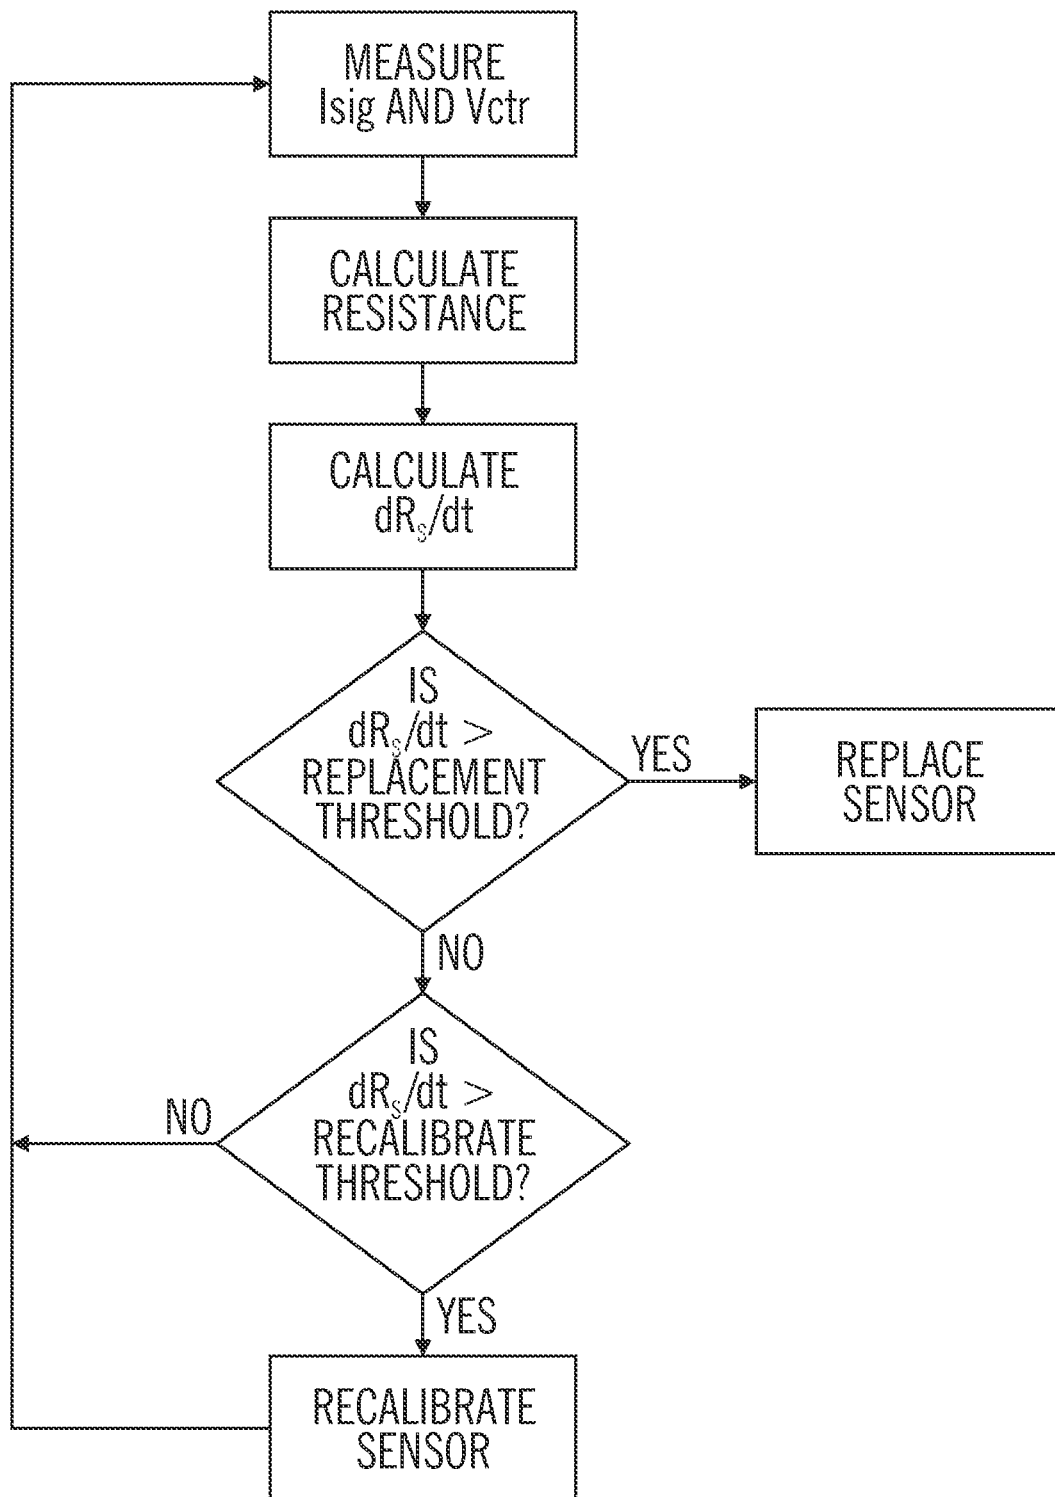 MEASURE
Isig AND Vctr
CALCULATE
RESISTANCE
CALCULATE
dRs/dt
IS
dRs/dt >
REPLACEMENT
THRESHOLD?
YES
REPLACE
SENSOR
NO
IS
dRs/dt >
RECALIBRATE
THRESHOLD?
NO
YES
RECALIBRATE
SENSOR